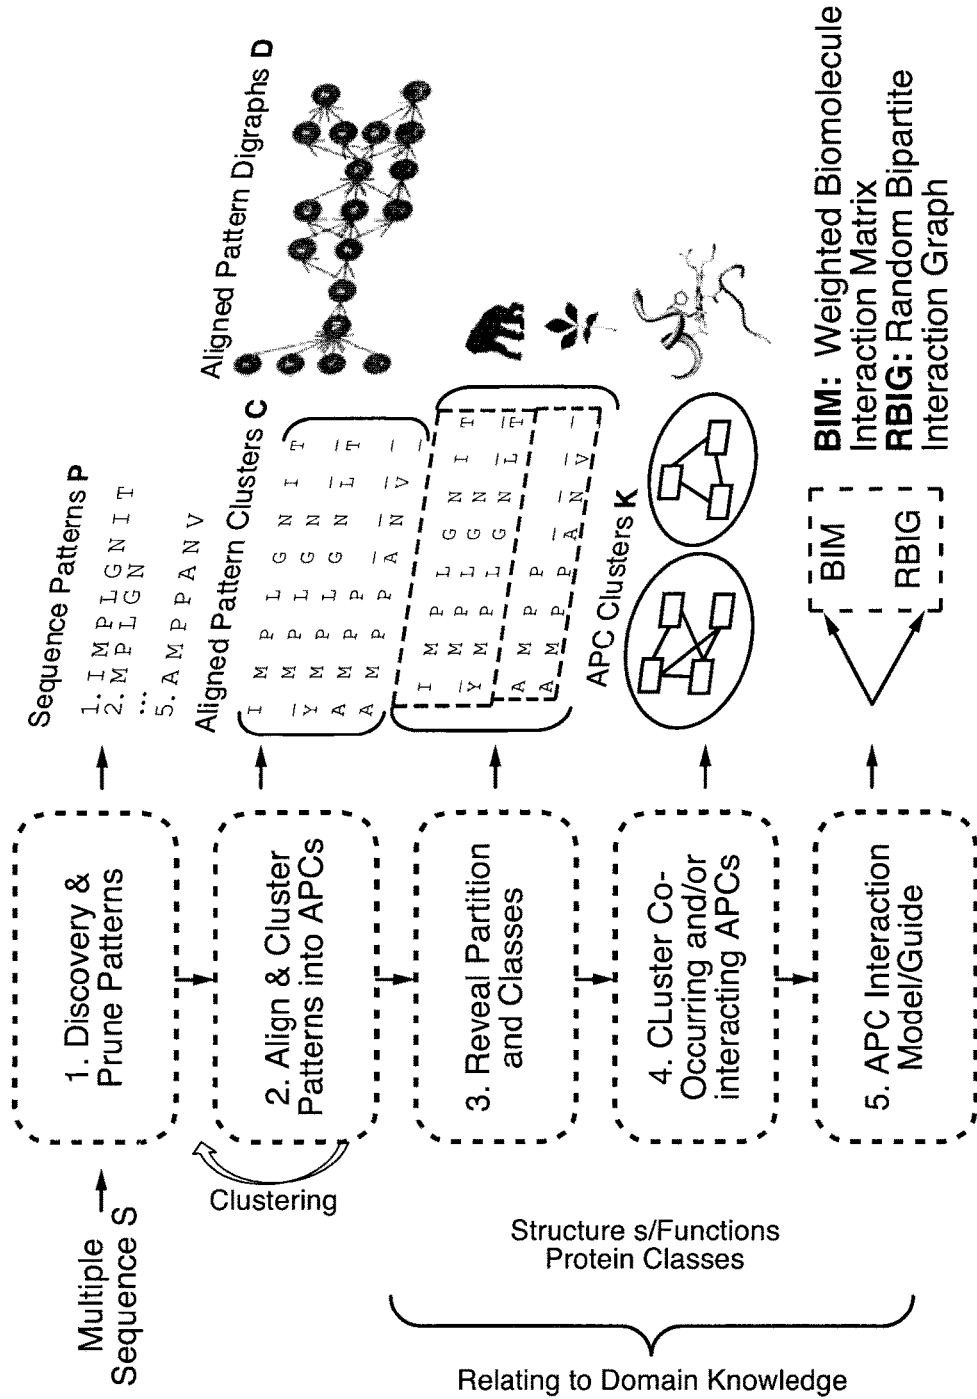 Multiple
Sequence S
1. Discovery &
Prune Patterns
Sequence Patterns P
1. I M P L G N I T
2. M P L G N
...
5. A M P P A N V
Clustering
2. Align & Cluster
Patterns into APCs
Aligned Pattern Clusters C
I M P L G N I T
_ M P L G N _ _
Y M P L G N L T
A M P P _ _ _ _
A M P P A N V _
Aligned Pattern Digraphs D
3. Reveal Partition
and Classes
I M P L G N I T
_ M P L G N _ _
Y M P L G N L T
A M P P _ _ _ _
A M P P A N V _
Structure s/Functions
Protein Classes
4. CLuster Co-
Occurring and/or
interacting APCs
APC Clusters K
5. APC Interaction
Model/Guide
BIM
RBIG
BIM: Weighted Biomolecule
Interaction Matrix
RBIG: Random Bipartite
Interaction Graph
Relating to Domain Knowledge